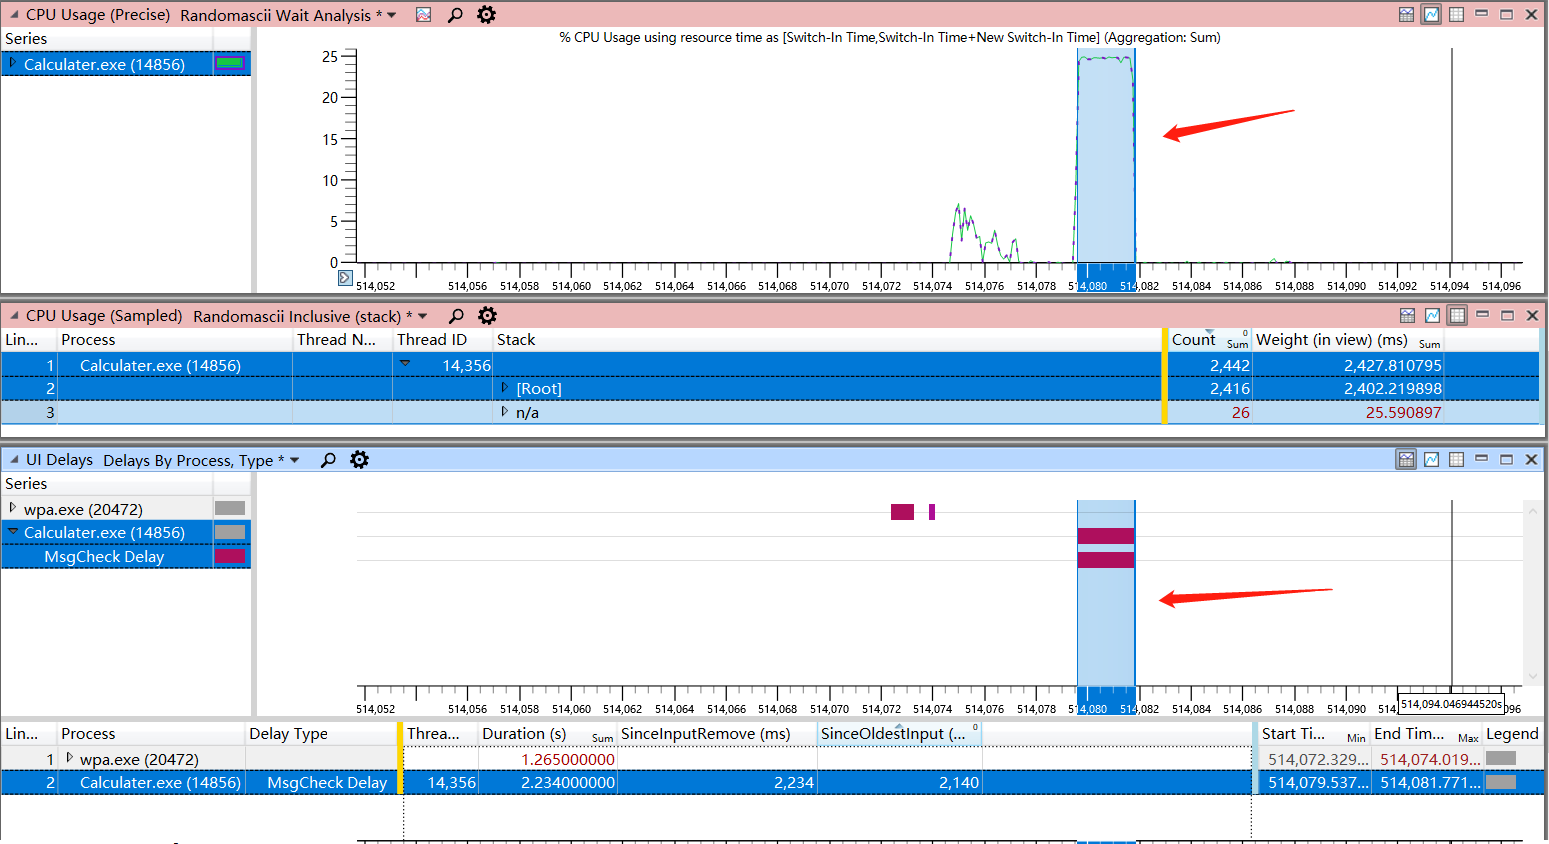 CPU Usage (Precise) Randomascii Wait Analysis *
Series
Calculater.exe (14856)
% CPU Usage using resource time as [Switch-In Time,Switch-In Time+New Switch-In Time] (Aggregation: Sum)
25
20
15
10
5
0
514,052 514,056 514,058 514,060 514,062 514,064 514,066 514,068 514,070 514,072 514,074 514,076 514,078 514,080 514,082 514,084 514,086 514,088 514,090 514,092 514,094 514,096
CPU Usage (Sampled) Randomascii Inclusive (stack) *
Lin... Process Thread N... Thread ID Stack Count 0 Sum Weight (in view) (ms) Sum
1 Calculater.exe (14856) 14,356 2,442 2,427.810795
2 [Root] 2,416 2,402.219898
3 n/a 26 25.590897
UI Delays Delays By Process, Type *
Series
wpa.exe (20472)
Calculater.exe (14856)
MsgCheck Delay
514,052 514,056 514,058 514,060 514,062 514,064 514,066 514,068 514,070 514,072 514,074 514,076 514,078 514,080 514,082 514,084 514,086 514,088 514,090 514, 514,094.046944520s 096
Lin... Process Delay Type Threa... Duration (s) Sum SinceInputRemove (ms) SinceOldestInput (... 0 Start Ti... Min End Tim... Max Legend
1 wpa.exe (20472) 1.265000000 514,072.329... 514,074.019...
2 Calculater.exe (14856) MsgCheck Delay 14,356 2.234000000 2,234 2,140 514,079.537... 514,081.771...